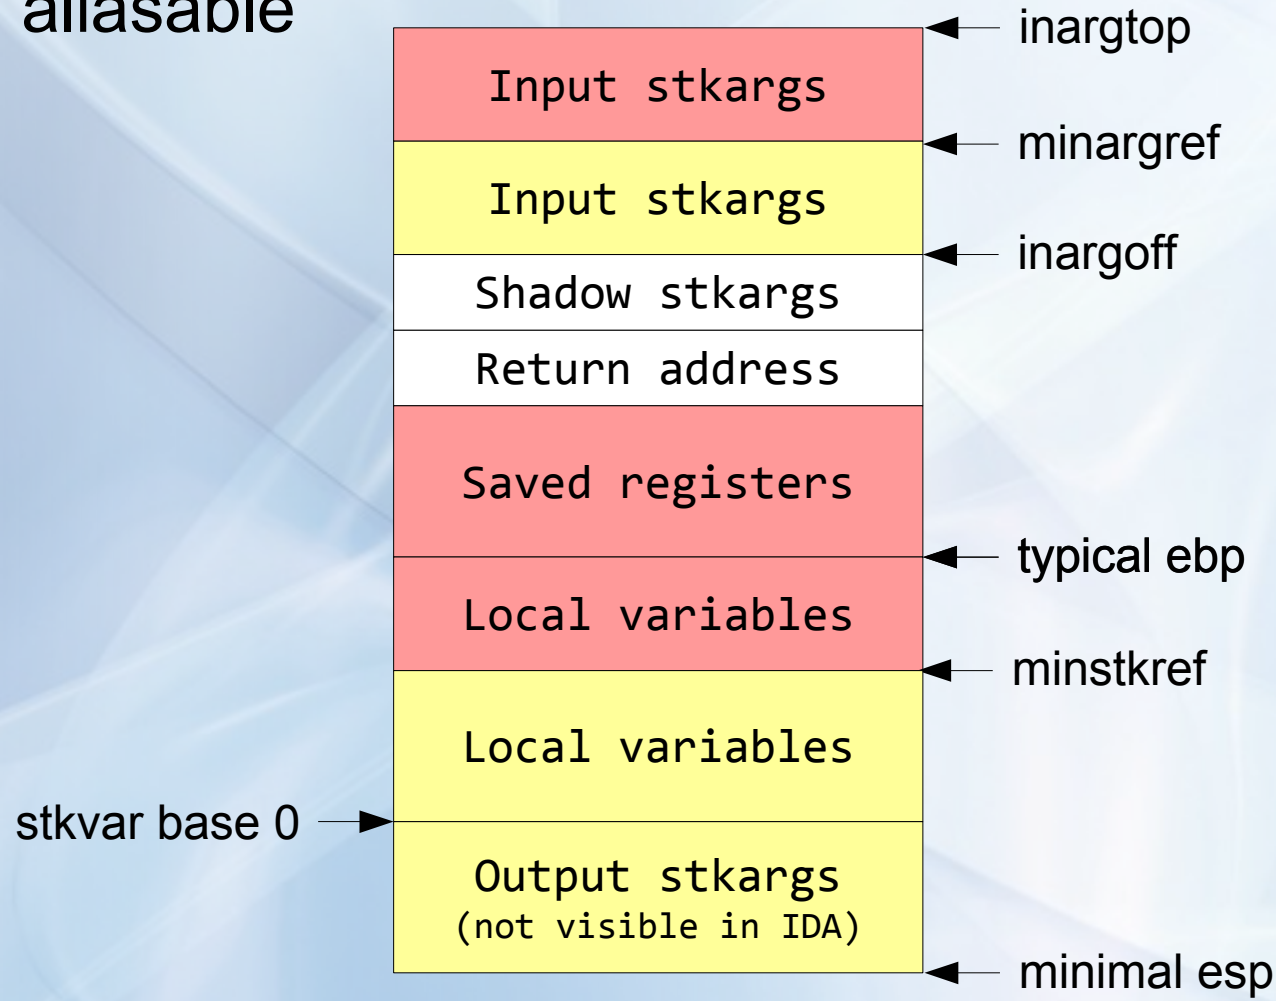 aliasable
inargtop
Input stkargs
minargref
Input stkargs
inargoff
Shadow stkargs
Return address
Saved registers
typical ebp
Local variables
minstkref
Local variables
stkvar base 0
Output stkargs
(not visible in IDA)
minimal esp